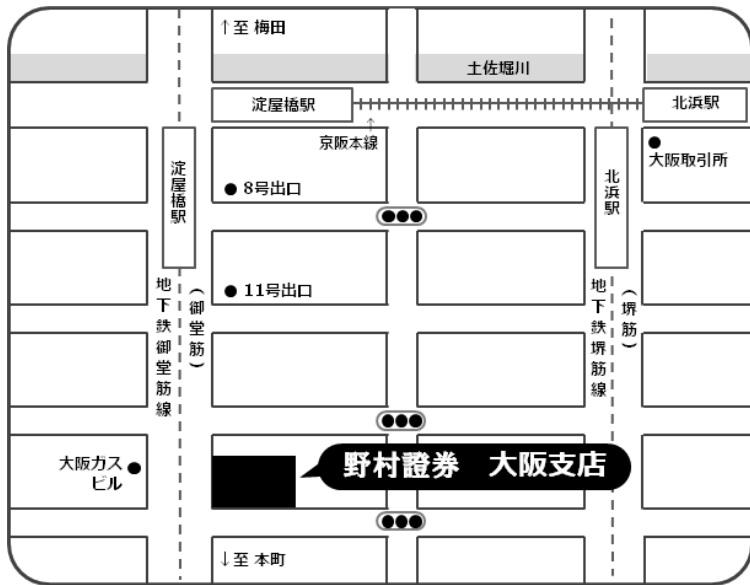 ↑至 梅田
土佐堀川
淀屋橋駅
北浜駅
↑
京阪本線
大阪取引所
淀屋橋駅
● 8号出口
北浜駅
● 11号出口
地下鉄御堂筋線
（御堂筋）
地下鉄堺筋線
（堺筋）
大阪ガス
ビル
野村證券 大阪支店
↓至 本町